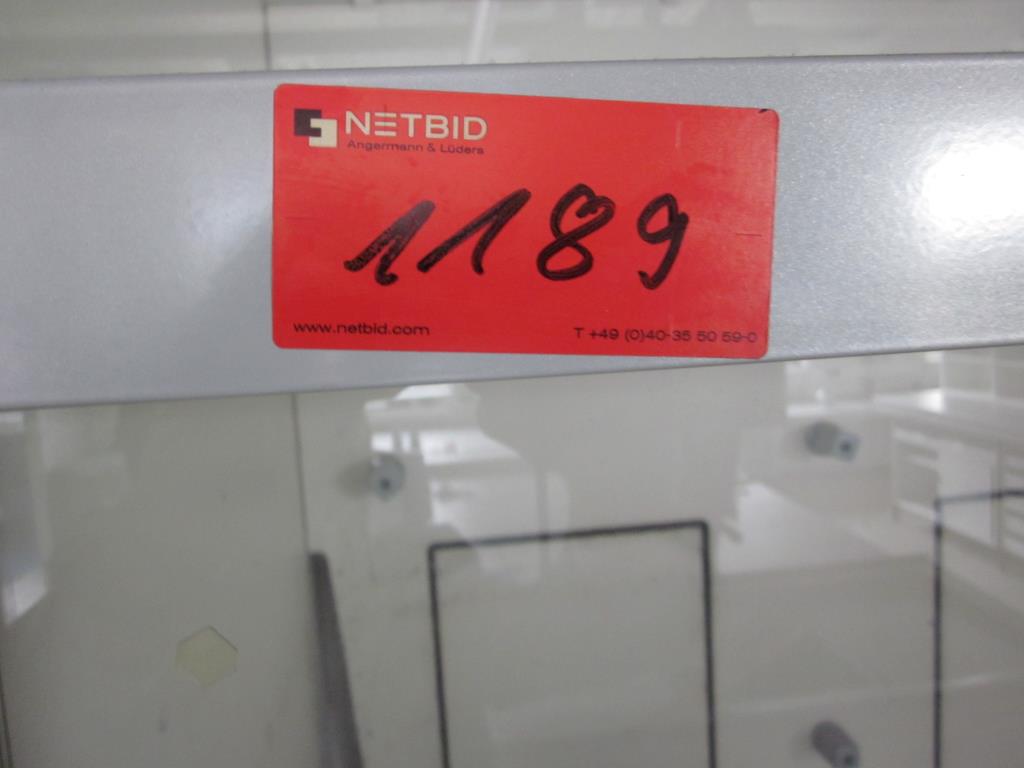 NETBID
Angermann & Lüders
1189
www.netbid.com
T +49 (0)40-35 50 59-0